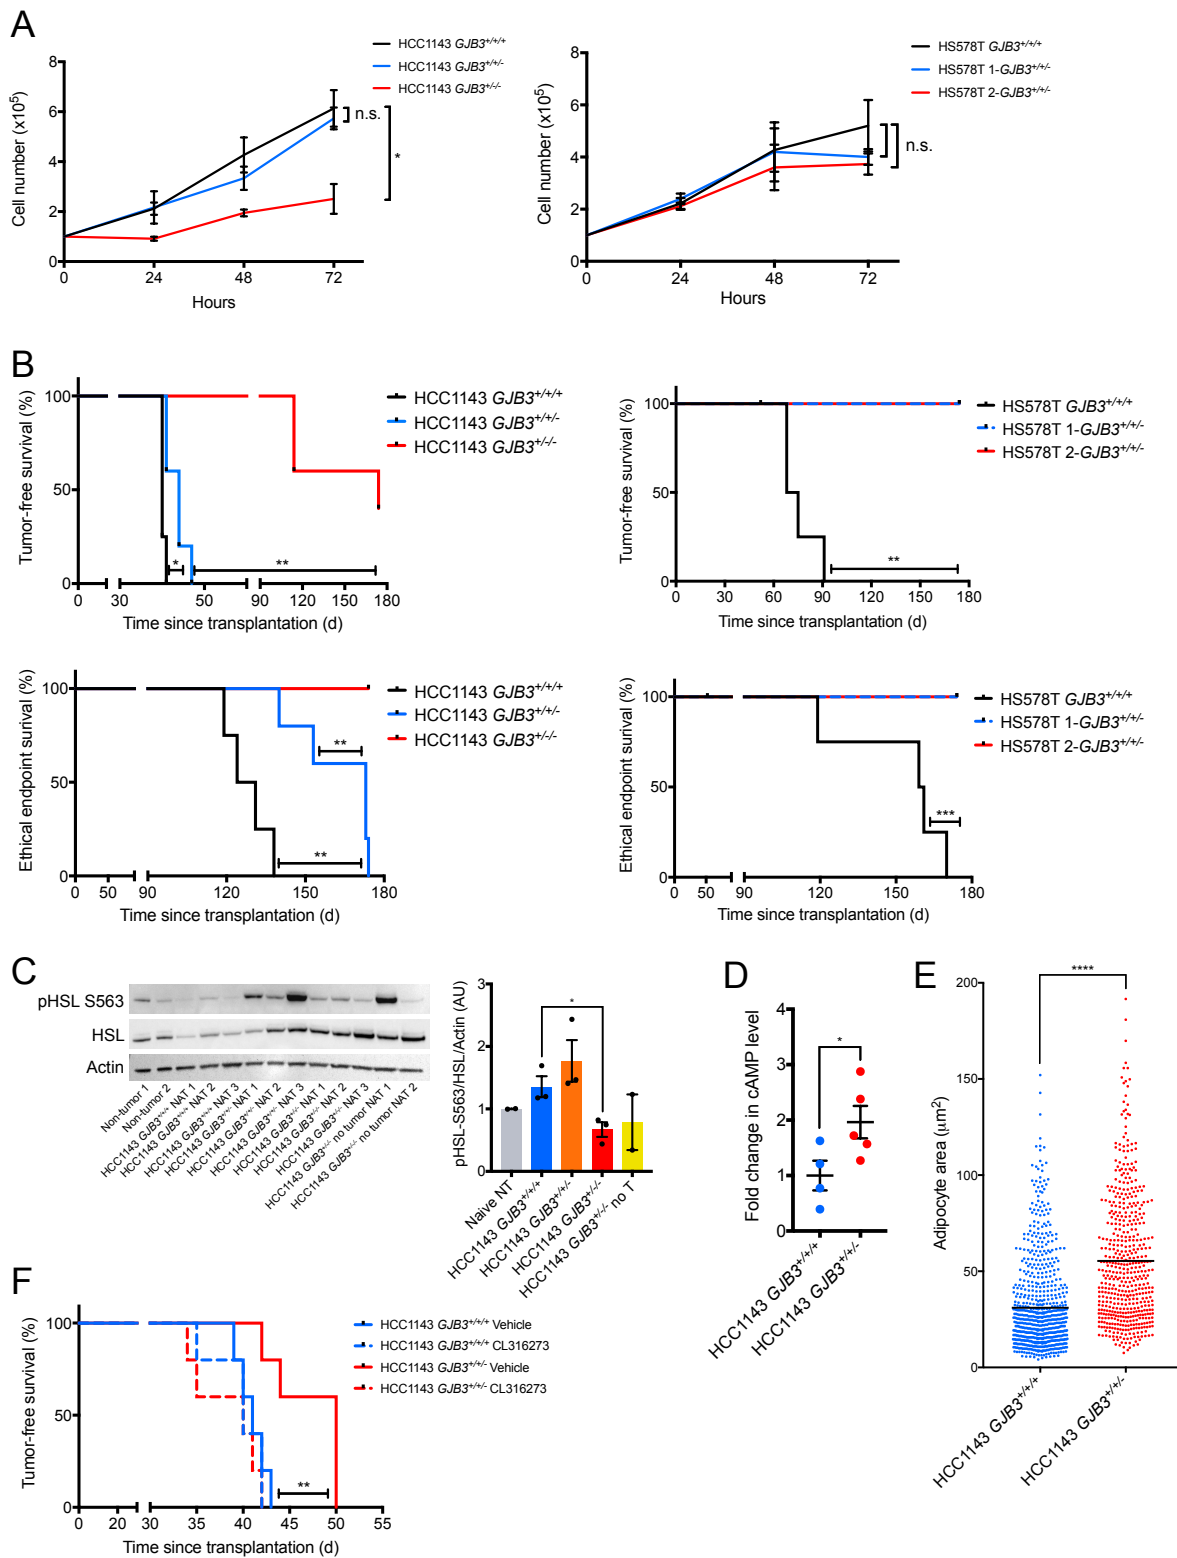 A
HCC1143 GJB3+/+/+
HCC1143 GJB3+/+/-
HCC1143 GJB3+/-/-
8
6
4
2
0
Cell number (x10⁵)
n.s.
*
0 24 48 72
Hours
HS578T GJB3+/+/+
HS578T 1-GJB3+/+/-
HS578T 2-GJB3+/+/-
8
6
4
2
0
Cell number (x10⁵)
n.s.
0 24 48 72
Hours
B
100
50
0
Tumor-free survival (%)
HCC1143 GJB3+/+/+
HCC1143 GJB3+/+/-
HCC1143 GJB3+/-/-
* **
0 30 50 90 120 150 180
Time since transplantation (d)
100
50
0
Tumor-free survival (%)
HS578T GJB3+/+/+
HS578T 1-GJB3+/+/-
HS578T 2-GJB3+/+/-
**
0 30 60 90 120 150 180
Time since transplantation (d)
100
50
0
Ethical endpoint surival (%)
HCC1143 GJB3+/+/+
HCC1143 GJB3+/+/-
HCC1143 GJB3+/-/-
**
**
0 50 90 120 150 180
Time since transplantation (d)
100
50
0
Ethical endpoint survival (%)
HS578T GJB3+/+/+
HS578T 1-GJB3+/+/-
HS578T 2-GJB3+/+/-
***
0 50 90 120 150 180
Time since transplantation (d)
C
pHSL S563
HSL
Actin
Non-tumor 1
Non-tumor 2
HCC1143 GJB3+/+/+ NAT 1
HCC1143 GJB3+/+/+ NAT 2
HCC1143 GJB3+/+/+ NAT 3
HCC1143 GJB3+/+/- NAT 1
HCC1143 GJB3+/+/- NAT 2
HCC1143 GJB3+/+/- NAT 3
HCC1143 GJB3+/-/- NAT 1
HCC1143 GJB3+/-/- NAT 2
HCC1143 GJB3+/-/- NAT 3
HCC1143 GJB3+/-/- no tumor NAT 1
HCC1143 GJB3+/-/- no tumor NAT 2
pHSL-S563/HSL/Actin (AU)
3
2
1
0
*
Naive NT
HCC1143 GJB3+/+/+
HCC1143 GJB3+/+/-
HCC1143 GJB3+/-/-
HCC1143 GJB3+/-/- no T
D
Fold change in cAMP level
4
3
2
1
0
*
HCC1143 GJB3+/+/+
HCC1143 GJB3+/+/-
E
Adipocyte area (µm²)
200
150
100
50
0
****
HCC1143 GJB3+/+/+
HCC1143 GJB3+/+/-
F
100
50
0
Tumor-free survival (%)
HCC1143 GJB3+/+/+ Vehicle
HCC1143 GJB3+/+/+ CL316273
HCC1143 GJB3+/+/- Vehicle
HCC1143 GJB3+/+/- CL316273
**
0 20 30 35 40 45 50 55
Time since transplantation (d)